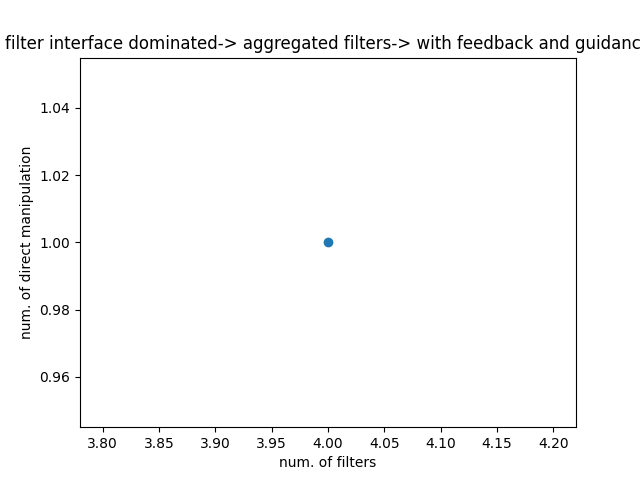 filter interface dominated-> aggregated filters-> with feedback and guidanc
1.04
1.02
1.00
0.98
0.96
num. of direct manipulation
3.80 3.85 3.90 3.95 4.00 4.05 4.10 4.15 4.20
num. of filters